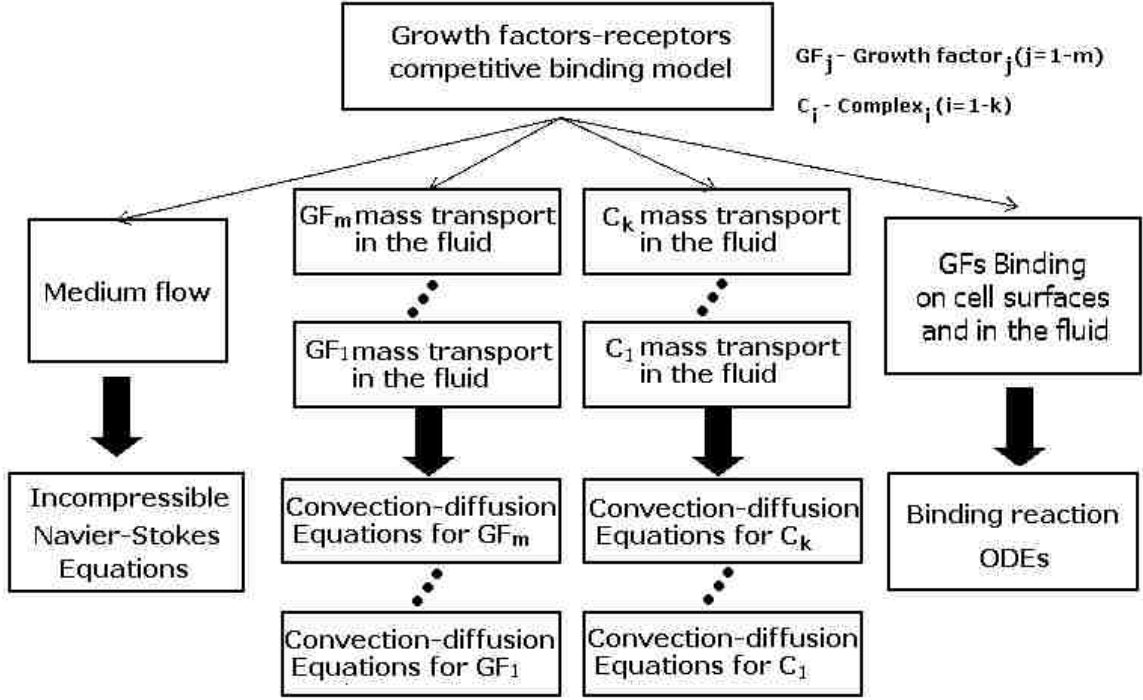 Growth factors-receptors
competitive binding model
GFj - Growth factorj (j=1-m)
Ci - Complexi (i=1-k)
Medium flow
GFm mass transport
in the fluid
GF1 mass transport
in the fluid
Ck mass transport
in the fluid
C1 mass transport
in the fluid
GFs Binding
on cell surfaces
and in the fluid
Incompressible
Navier-Stokes
Equations
Convection-diffusion
Equations for GFm
Convection-diffusion
Equations for GF1
Convection-diffusion
Equations for Ck
Convection-diffusion
Equations for C1
Binding reaction
ODEs